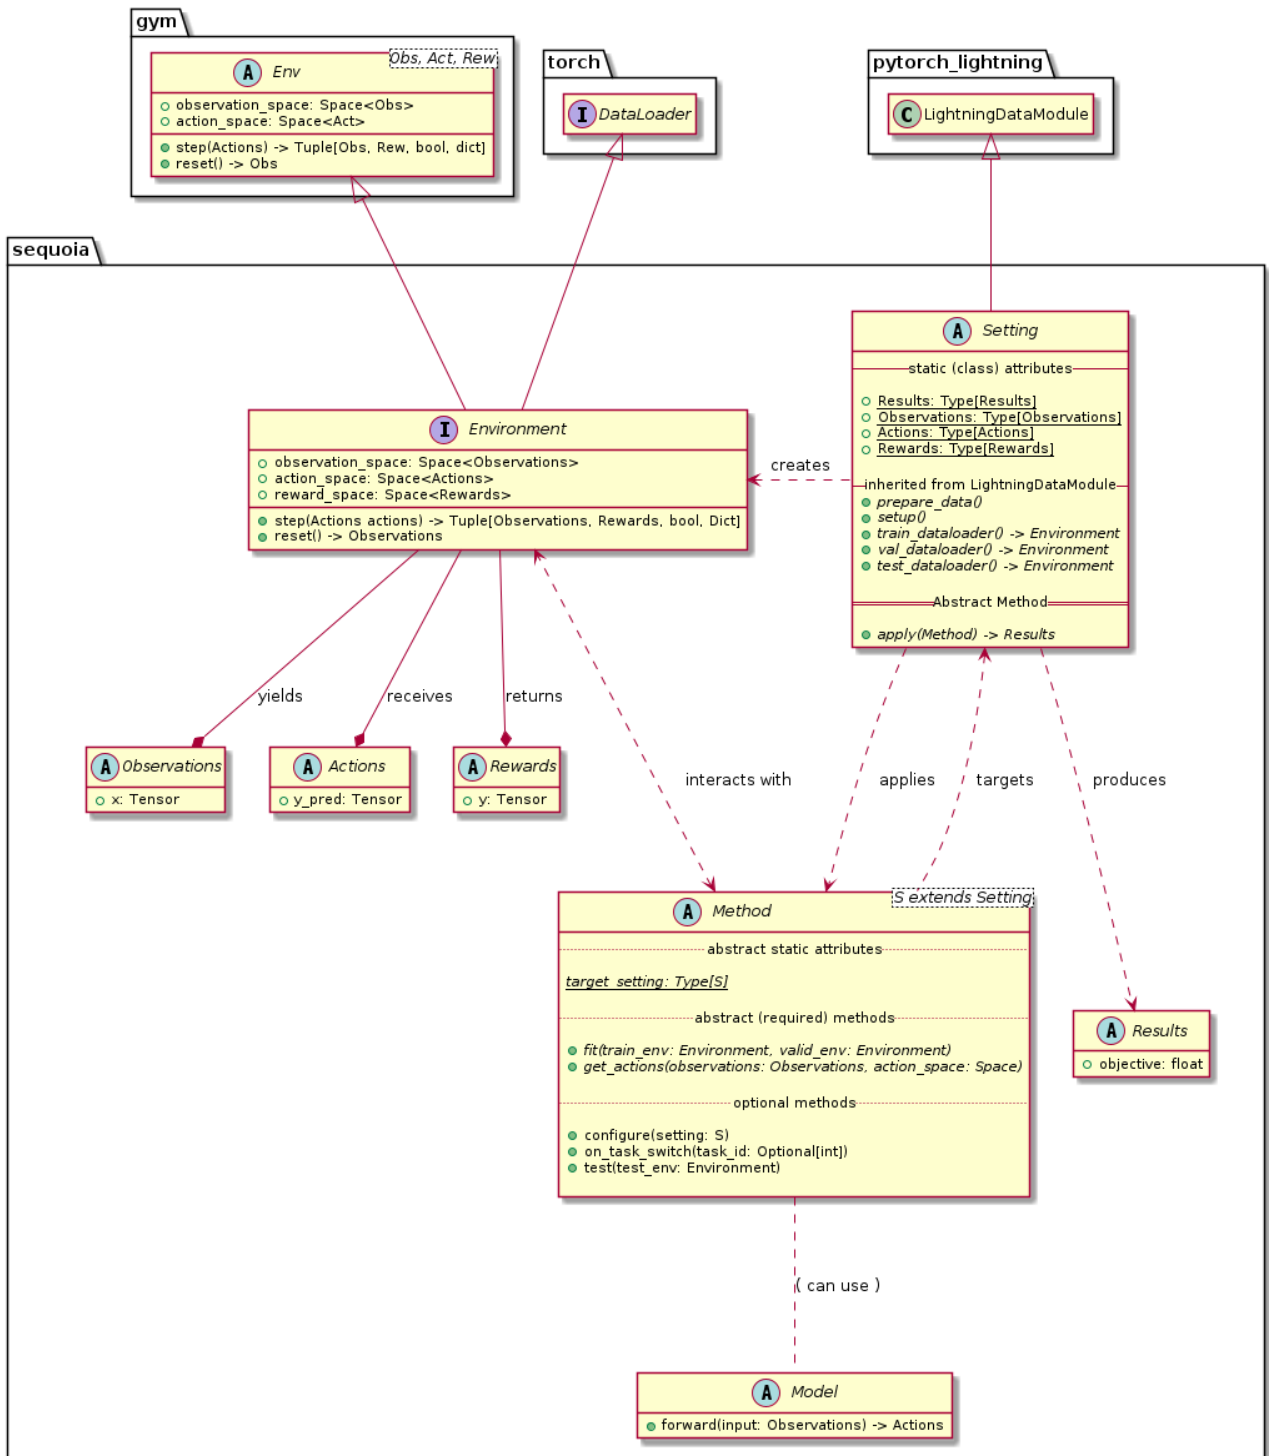 gym
Obs, Act, Rew
A Env
observation_space: Space<Obs>
action_space: Space<Act>
step(Actions) -> Tuple[Obs, Rew, bool, dict]
reset() -> Obs
torch
I DataLoader
pytorch_lightning
C LightningDataModule
sequoia
A Setting
static (class) attributes
Results: Type[Results]
Observations: Type[Observations]
Actions: Type[Actions]
Rewards: Type[Rewards]
inherited from LightningDataModule
prepare_data()
setup()
train_dataloader() -> Environment
val_dataloader() -> Environment
test_dataloader() -> Environment
Abstract Method
apply(Method) -> Results
I Environment
observation_space: Space<Observations>
action_space: Space<Actions>
reward_space: Space<Rewards>
step(Actions actions) -> Tuple[Observations, Rewards, bool, Dict]
reset() -> Observations
creates
yields
receives
returns
A Observations
x: Tensor
A Actions
y_pred: Tensor
A Rewards
y: Tensor
interacts with
applies
targets
produces
S extends Setting
A Method
abstract static attributes
target_setting: Type[S]
abstract (required) methods
fit(train_env: Environment, valid_env: Environment)
get_actions(observations: Observations, action_space: Space)
optional methods
configure(setting: S)
on_task_switch(task_id: Optional[int])
test(test_env: Environment)
A Results
objective: float
( can use )
A Model
forward(input: Observations) -> Actions